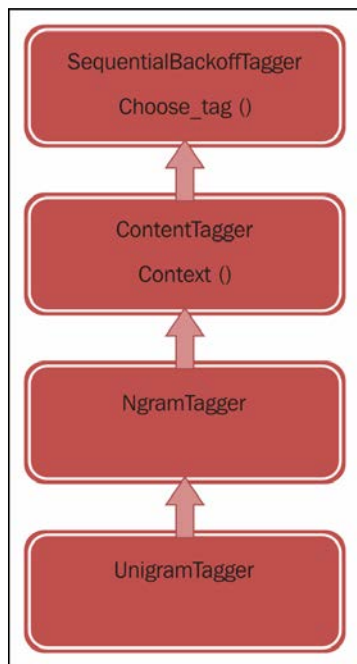 SequentialBackoffTagger
Choose_tag ()
ContentTagger
Context ()
NgramTagger
UnigramTagger